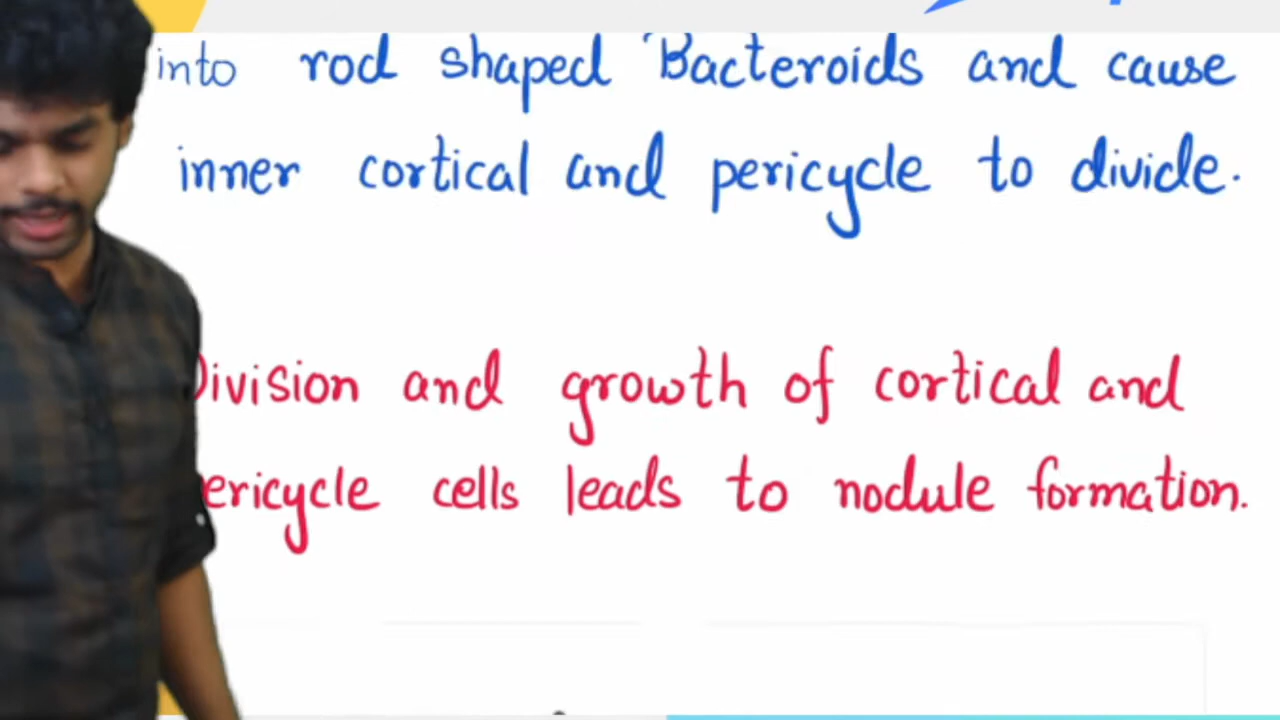 into rod shaped Bacteroids and cause
inner cortical and pericycle to divide.
Division and growth of cortical and
ericycle cells leads to nodule formation.